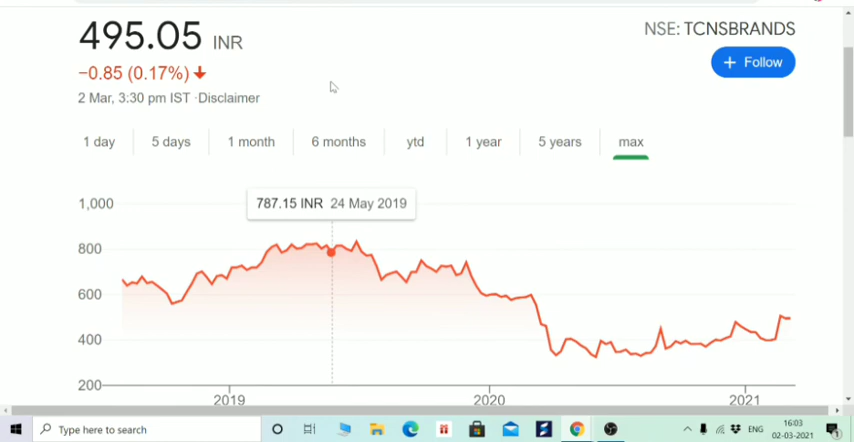 495.05 INR
NSE: TCNSBRANDS
−0.85 (0.17%)
+ Follow
2 Mar, 3:30 pm IST ·Disclaimer
1 day 5 days 1 month 6 months ytd 1 year 5 years max
787.15 INR 24 May 2019
1,000
800
600
400
200
2019 2020 2021
Type here to search
ENG
16:03
02-03-2021
1